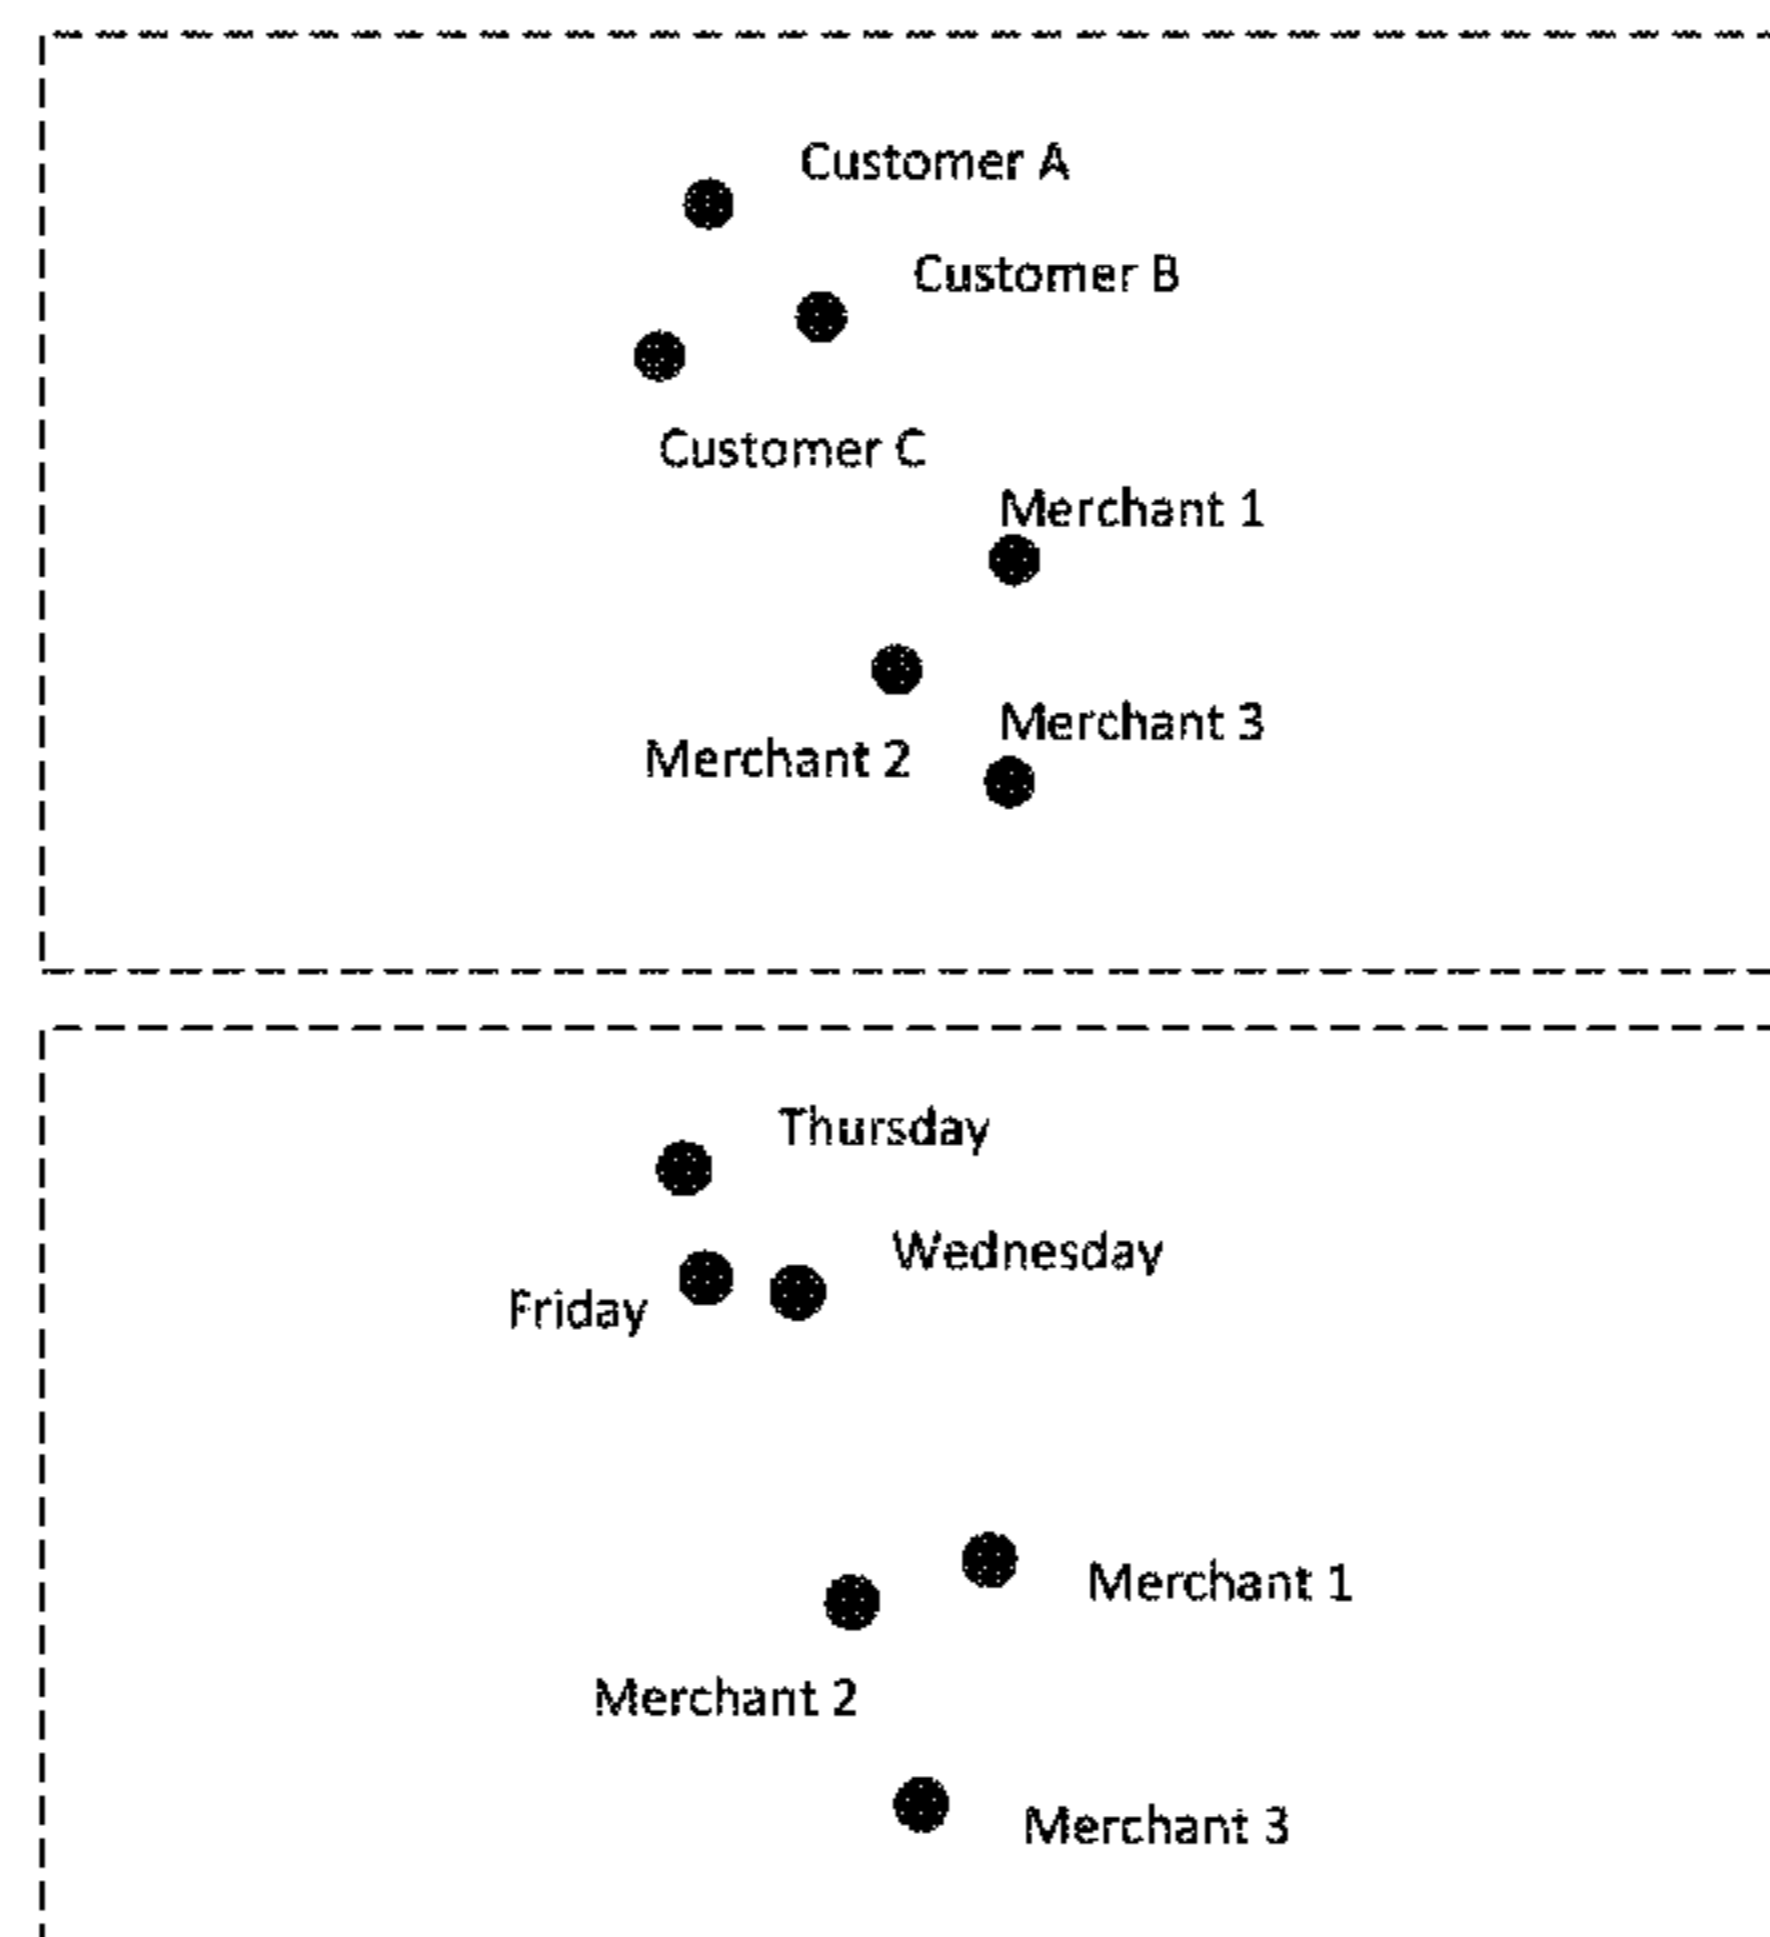 Customer A
Customer B
Customer C
Merchant 1
Merchant 3
Merchant 2
Thursday
Wednesday
Friday
Merchant 1
Merchant 2
Merchant 3